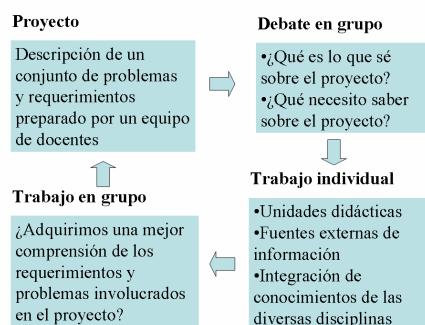 Proyecto
Descripción de un
conjunto de problemas
y requerimientos
preparado por un equipo
de docentes
Debate en grupo
•¿Qué es lo que sé
sobre el proyecto?
•¿Qué necesito saber
sobre el proyecto?
Trabajo individual
•Unidades didácticas
•Fuentes externas de
información
•Integración de
conocimientos de las
diversas disciplinas
Trabajo en grupo
¿Adquirimos una mejor
comprensión de los
requerimientos y
problemas involucrados
en el proyecto?